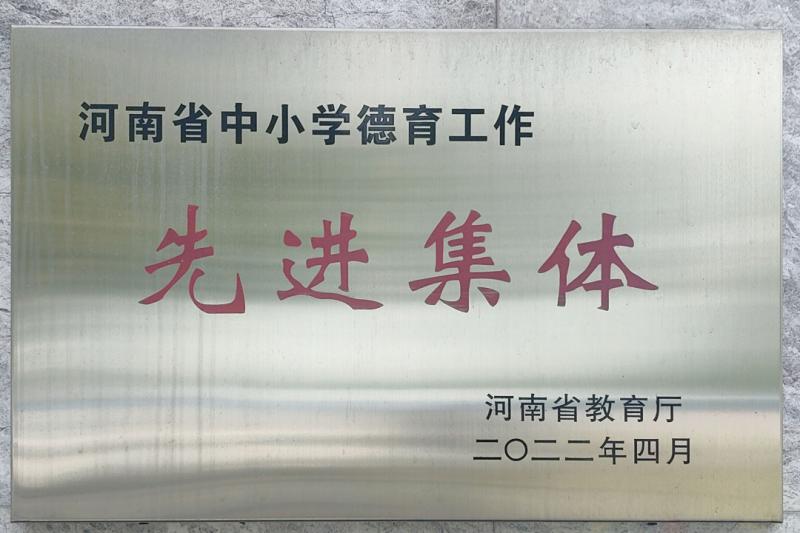 河南省中小学德育工作
先进集体
河南省教育厅
二〇二二年四月